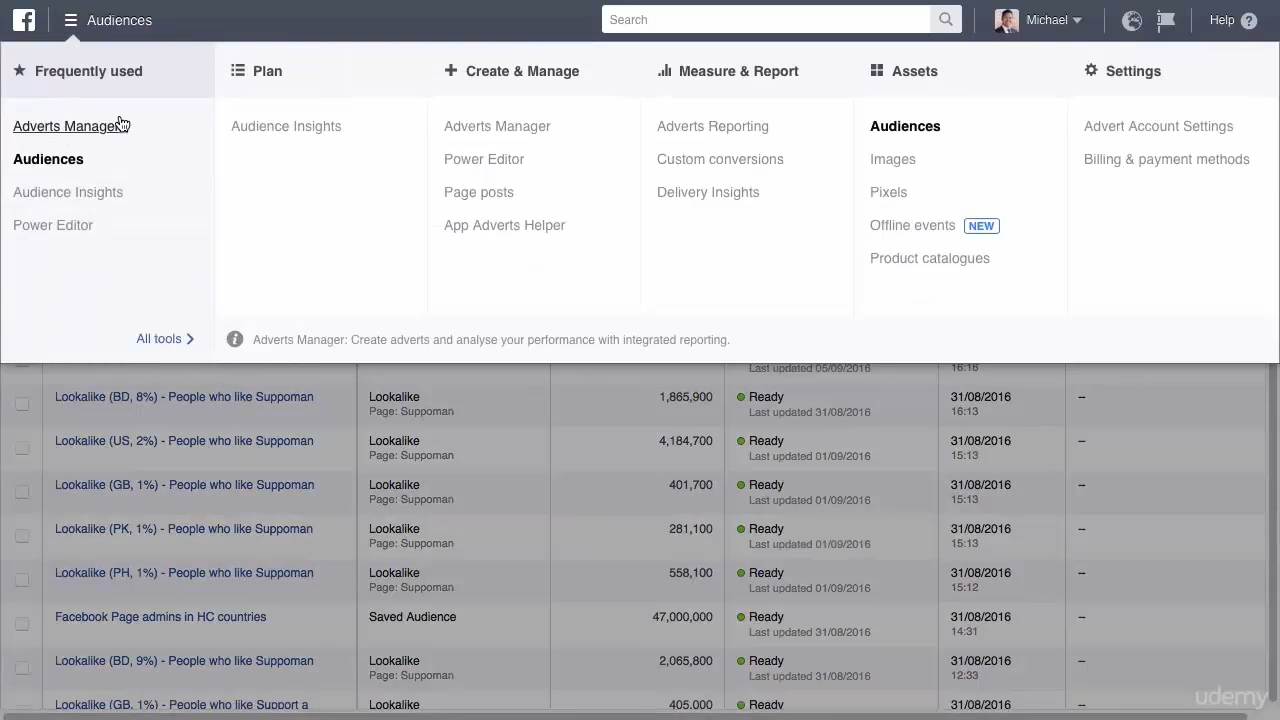 Audiences
Search
Michael
Help
Frequently used
Adverts Manager
Audiences
Audience Insights
Power Editor
All tools
Plan
Audience Insights
Create & Manage
Adverts Manager
Power Editor
Page posts
App Adverts Helper
Measure & Report
Adverts Reporting
Custom conversions
Delivery Insights
Assets
Audiences
Images
Pixels
Offline events NEW
Product catalogues
Settings
Advert Account Settings
Billing & payment methods
Adverts Manager: Create adverts and analyse your performance with integrated reporting.
Last updated 05/09/2016 16:16
Lookalike (BD, 8%) - People who like Suppoman Lookalike 1,865,900 Ready 31/08/2016 --
Page: Suppoman Last updated 31/08/2016 16:13
Lookalike (US, 2%) - People who like Suppoman Lookalike 4,184,700 Ready 31/08/2016 --
Page: Suppoman Last updated 01/09/2016 15:13
Lookalike (GB, 1%) - People who like Suppoman Lookalike 401,700 Ready 31/08/2016 --
Page: Suppoman Last updated 01/09/2016 15:13
Lookalike (PK, 1%) - People who like Suppoman Lookalike 281,100 Ready 31/08/2016 --
Page: Suppoman Last updated 01/09/2016 15:13
Lookalike (PH, 1%) - People who like Suppoman Lookalike 558,100 Ready 31/08/2016 --
Page: Suppoman Last updated 01/09/2016 15:12
Facebook Page admins in HC countries Saved Audience 47,000,000 Ready 31/08/2016 --
Last updated 31/08/2016 14:31
Lookalike (BD, 9%) - People who like Suppoman Lookalike 2,065,800 Ready 31/08/2016 --
Page: Suppoman Last updated 31/08/2016 12:33
Lookalike (GB, 1%) - People who like Support a Lookalike 405,000 Ready 31/08/2016 --
udemy